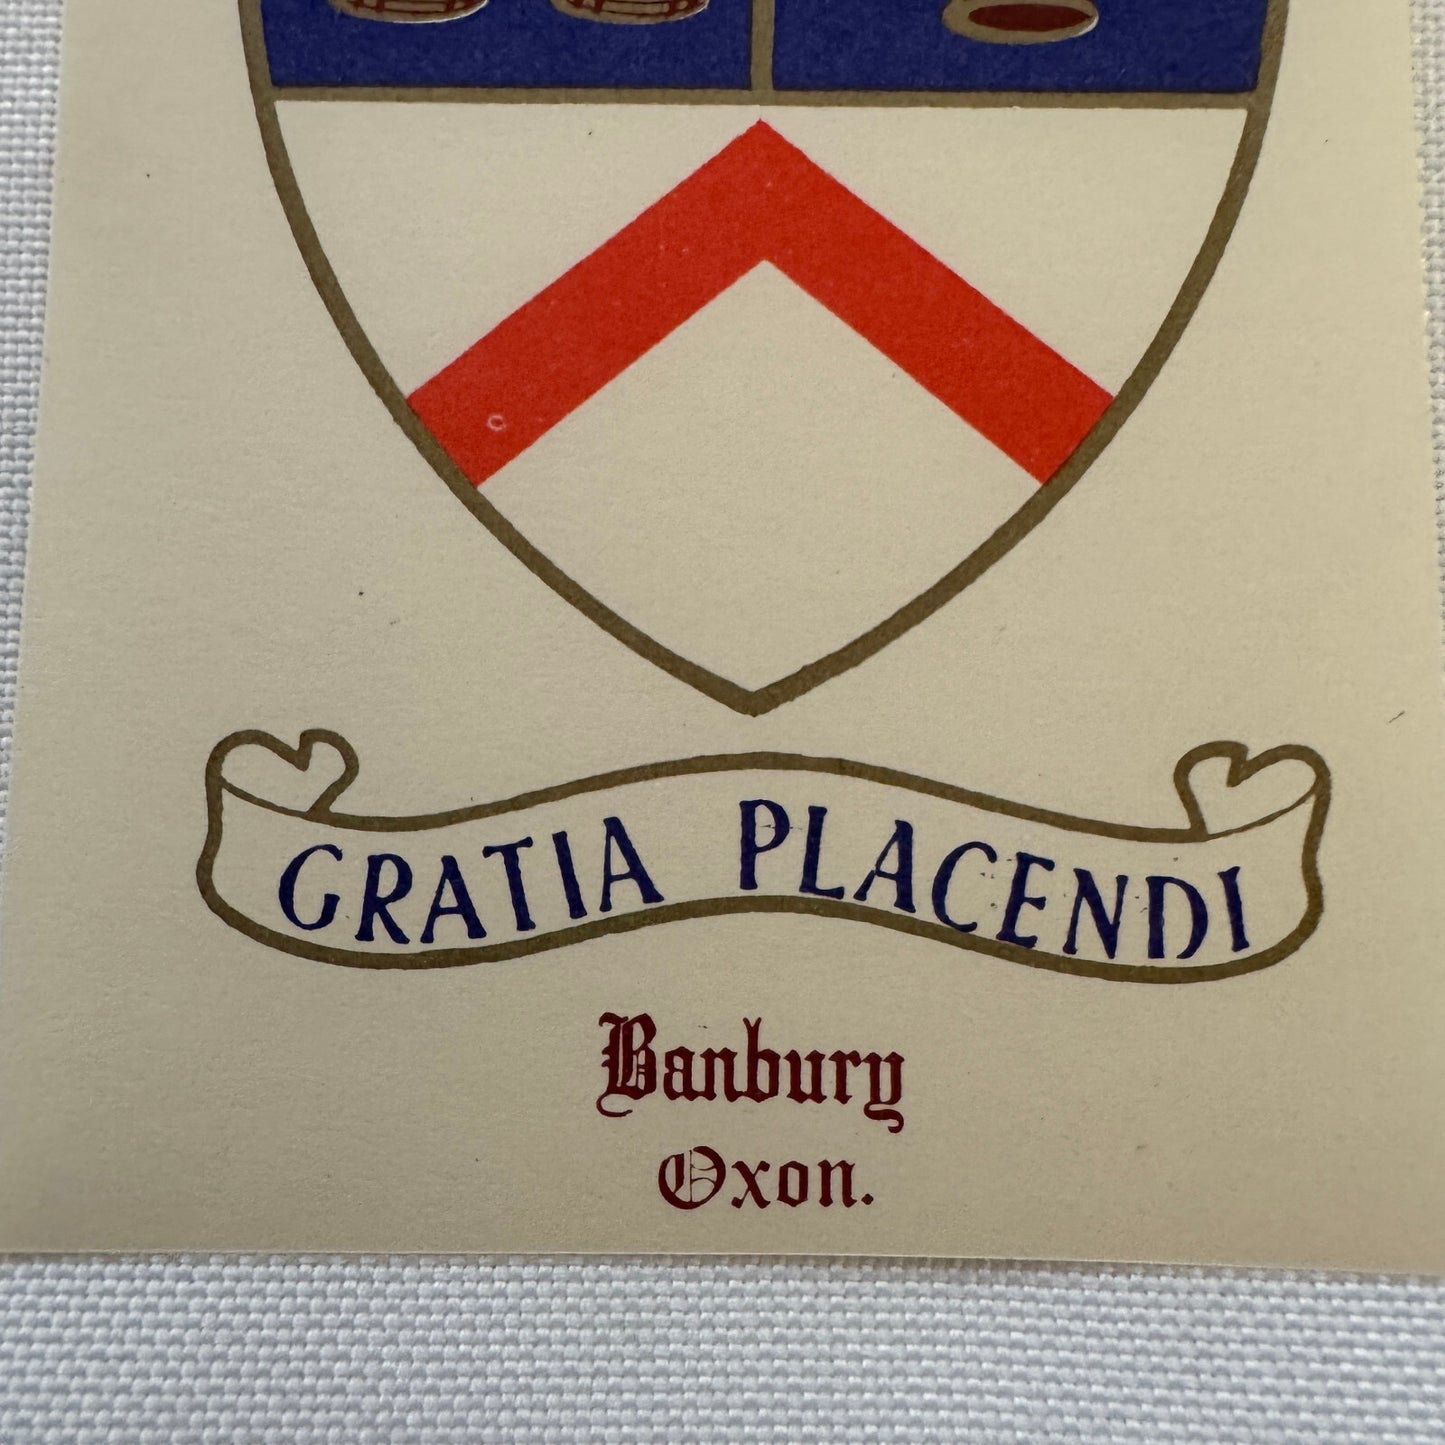 GRATIA PLACENDI
Banbury
Oxon.